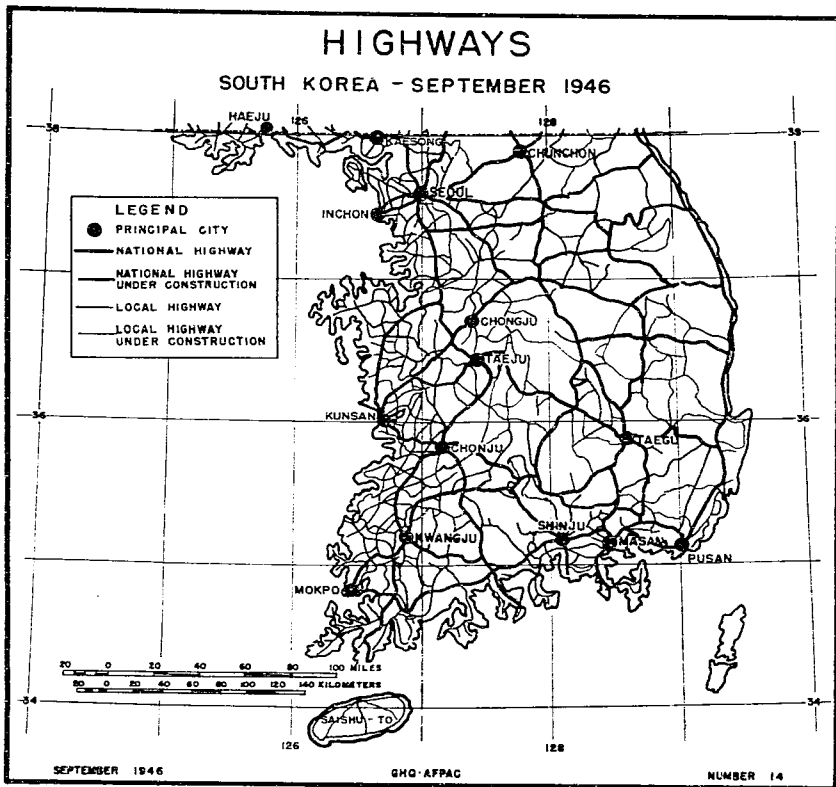 HIGHWAYS
SOUTH KOREA - SEPTEMBER 1946
HAEJU
126
128
38
38
KAESONG
CHUNCHON
SEOUL
INCHON
LEGEND
PRINCIPAL CITY
NATIONAL HIGHWAY
NATIONAL HIGHWAY
UNDER CONSTRUCTION
LOCAL HIGHWAY
LOCAL HIGHWAY
UNDER CONSTRUCTION
CHONGJU
TAEJU
KUNSAN
36
36
TAEGU
CHONJU
SHINJU
KWANGJU
MASAN
PUSAN
MOKPO
20 0 20 40 60 80 100 MILES
20 0 20 40 60 80 100 120 140 KILOMETERS
34
34
SAISHU-TO
126
128
SEPTEMBER 1946
GHQ-AFPAC
NUMBER 14